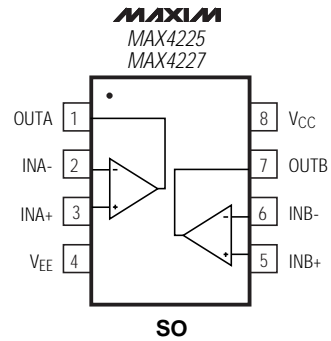 MAXIM
MAX4225
MAX4227
OUTA 1
8 VCC
INA- 2
7 OUTB
INA+ 3
6 INB-
VEE 4
5 INB+
-
+
-
+
SO